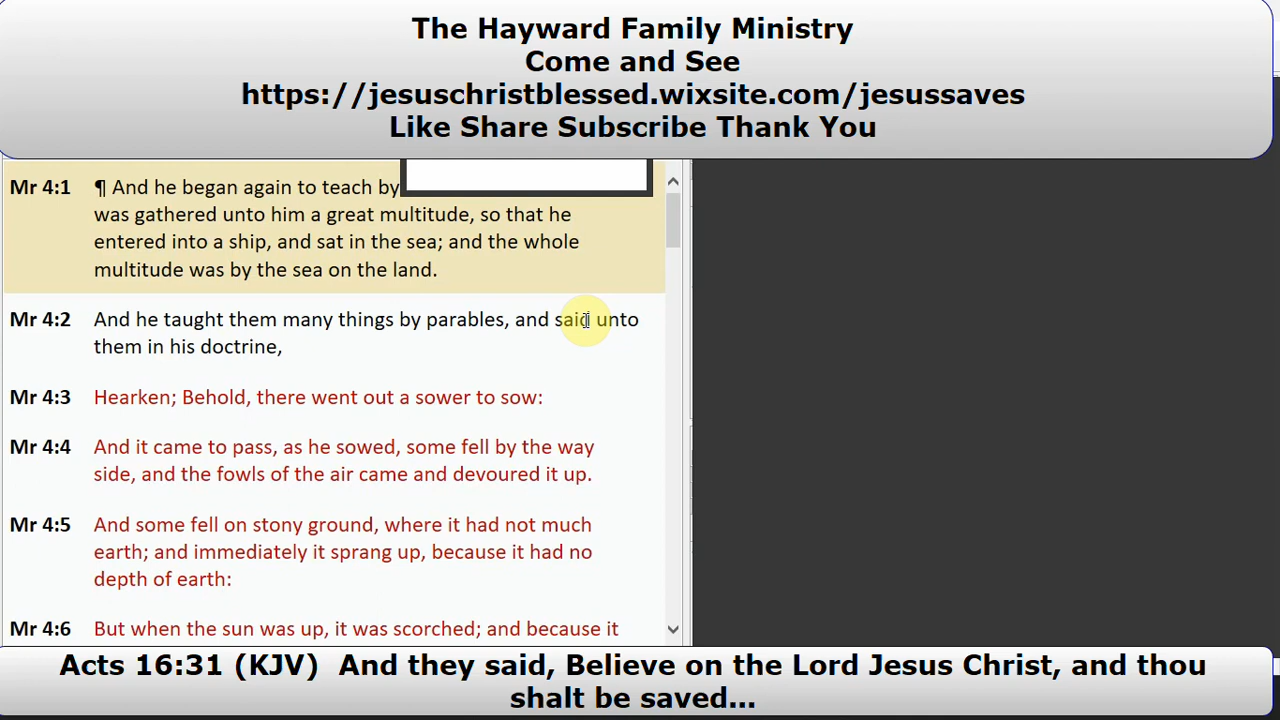 The Hayward Family Ministry
Come and See
https://jesuschristblessed.wixsite.com/jesussaves
Like Share Subscribe Thank You
Mr 4:1 ¶ And he began again to teach by
was gathered unto him a great multitude, so that he
entered into a ship, and sat in the sea; and the whole
multitude was by the sea on the land.
Mr 4:2 And he taught them many things by parables, and said unto
them in his doctrine,
Mr 4:3 Hearken; Behold, there went out a sower to sow:
Mr 4:4 And it came to pass, as he sowed, some fell by the way
side, and the fowls of the air came and devoured it up.
Mr 4:5 And some fell on stony ground, where it had not much
earth; and immediately it sprang up, because it had no
depth of earth:
Mr 4:6 But when the sun was up, it was scorched; and because it
Acts 16:31 (KJV) And they said, Believe on the Lord Jesus Christ, and thou
shalt be saved...